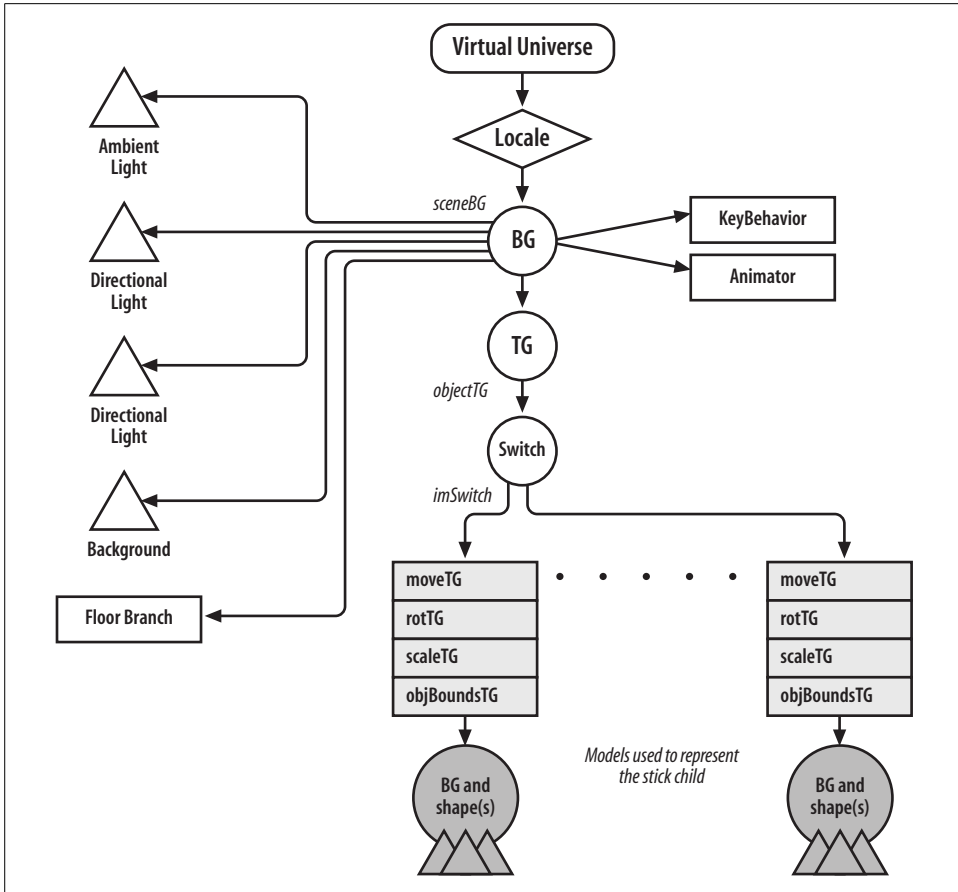 Virtual Universe
Locale
sceneBG
BG
Ambient
Light
Directional
Light
Directional
Light
Background
Floor Branch
KeyBehavior
Animator
TG
objectTG
Switch
imSwitch
moveTG
rotTG
scaleTG
objBoundsTG
moveTG
rotTG
scaleTG
objBoundsTG
BG and
shape(s)
Models used to represent
the stick child
BG and
shape(s)